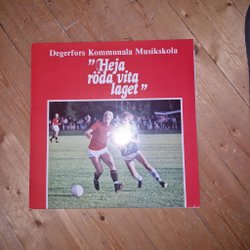 Degerfors Kommunala Musikskola
"Heja
röda vita
laget"